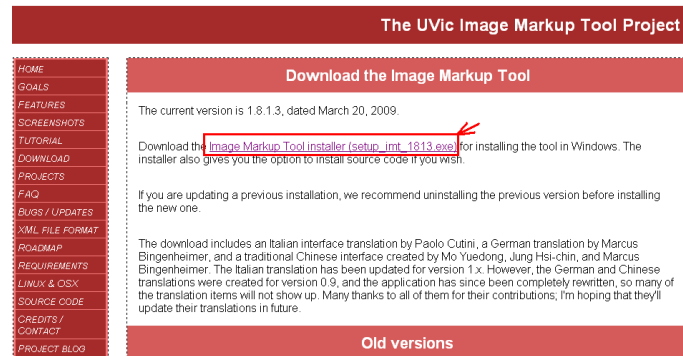 The UVic Image Markup Tool Project
HOME
GOALS
FEATURES
SCREENSHOTS
TUTORIAL
DOWNLOAD
PROJECTS
FAQ
BUGS / UPDATES
XML FILE FORMAT
ROADMAP
REQUIREMENTS
LINUX & OSX
SOURCE CODE
CREDITS /
CONTACT
PROJECT BLOG
Download the Image Markup Tool
The current version is 1.8.1.3, dated March 20, 2009.
Download the Image Markup Tool installer (setup_imt_1813.exe) for installing the tool in Windows. The
installer also gives you the option to install source code if you wish.
If you are updating a previous installation, we recommend uninstalling the previous version before installing
the new one.
The download includes an Italian interface translation by Paolo Cutini, a German translation by Marcus
Bingenheimer, and a traditional Chinese interface created by Mo Yuedong, Jung Hsi-chin, and Marcus
Bingenheimer. The Italian translation has been updated for version 1.x. However, the German and Chinese
translations were created for version 0.9, and the application has since been completely rewritten, so many of
the translation items will not show up. Many thanks to all of them for their contributions; I'm hoping that they'll
update their translations in future.
Old versions